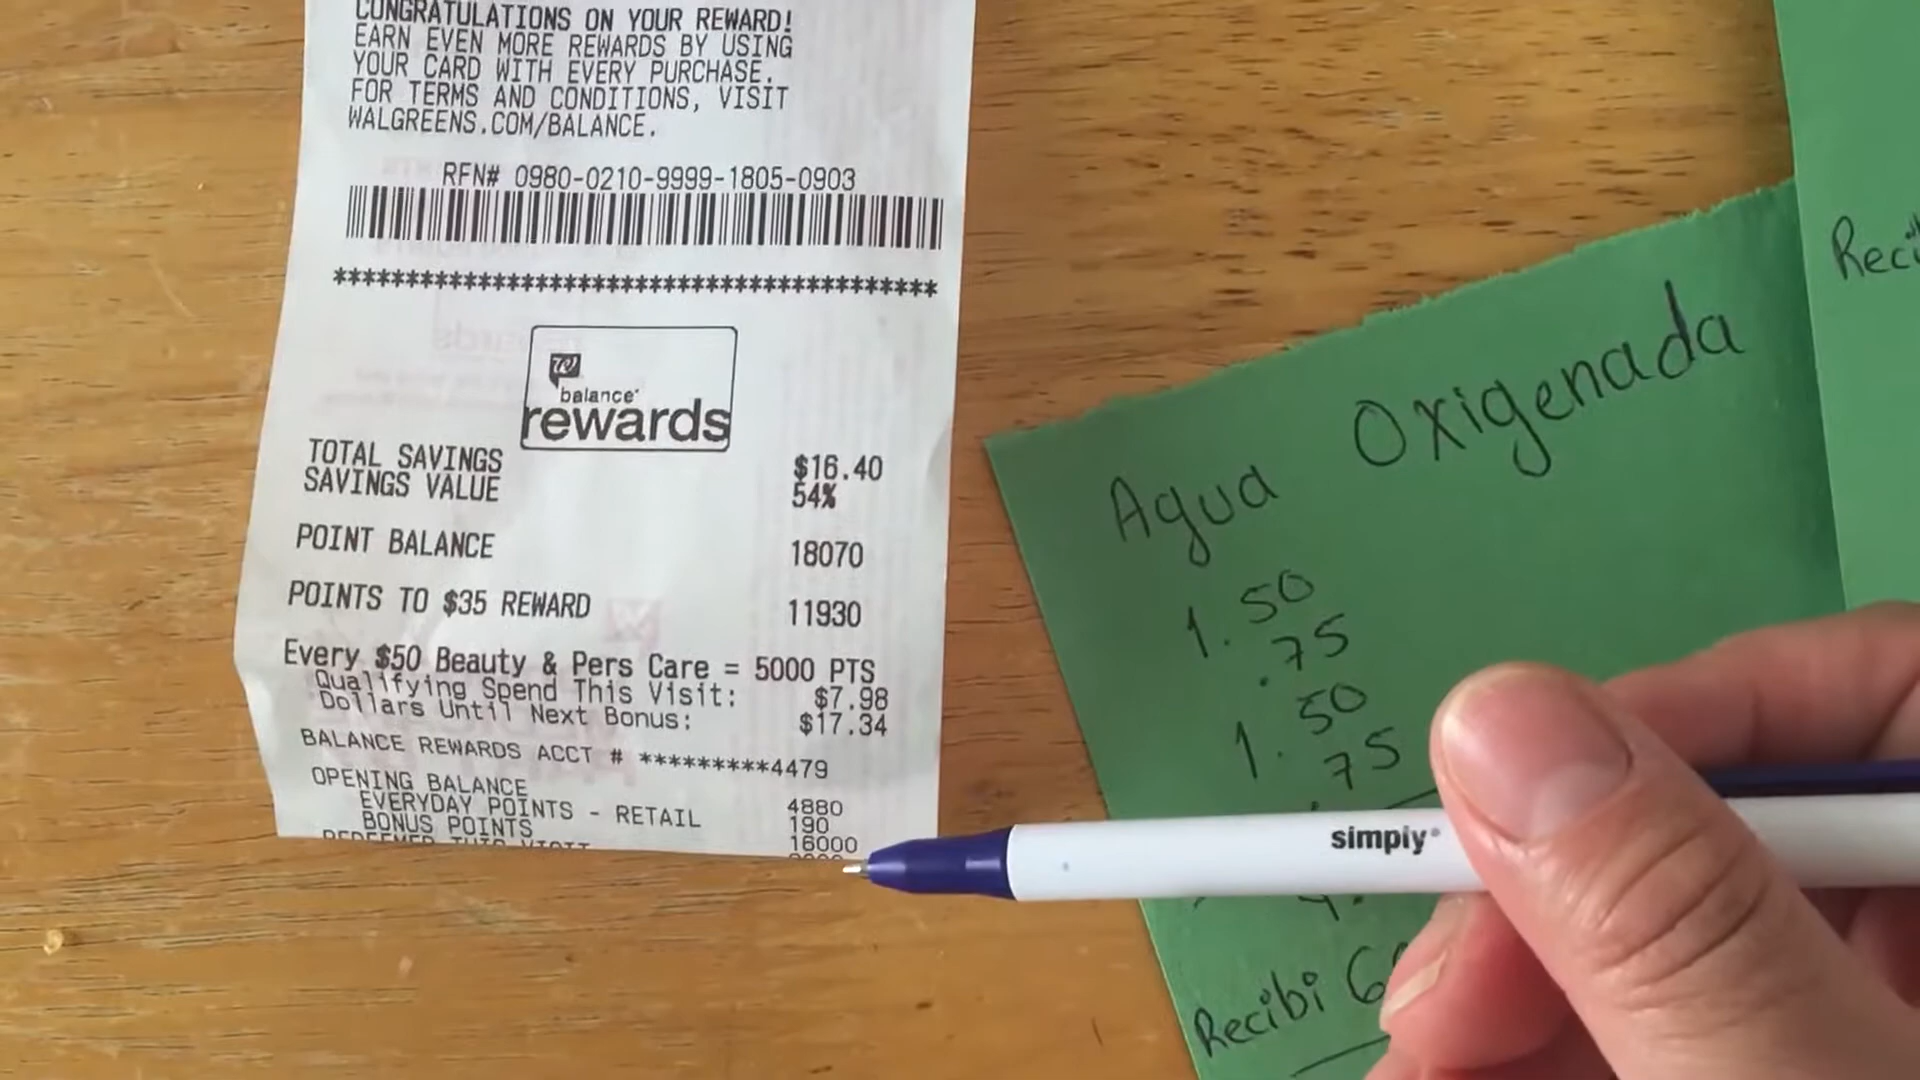 CONGRATULATIONS ON YOUR REWARD!
EARN EVEN MORE REWARDS BY USING
YOUR CARD WITH EVERY PURCHASE.
FOR TERMS AND CONDITIONS, VISIT
WALGREENS.COM/BALANCE.
RFN# 0980-0210-9999-1805-0903
******************************************
balance®
rewards
TOTAL SAVINGS $16.40
SAVINGS VALUE 54%
POINT BALANCE 18070
POINTS TO $35 REWARD 11930
Every $50 Beauty & Pers Care = 5000 PTS
Qualifying Spend This Visit: $7.98
Dollars Until Next Bonus: $17.34
BALANCE REWARDS ACCT # *********4479
OPENING BALANCE 4880
EVERYDAY POINTS - RETAIL 190
BONUS POINTS 16000
REDEEMED THIS VISIT
Agua Oxigenada
1.50
.75
1.50
.75
Recibi
simply®